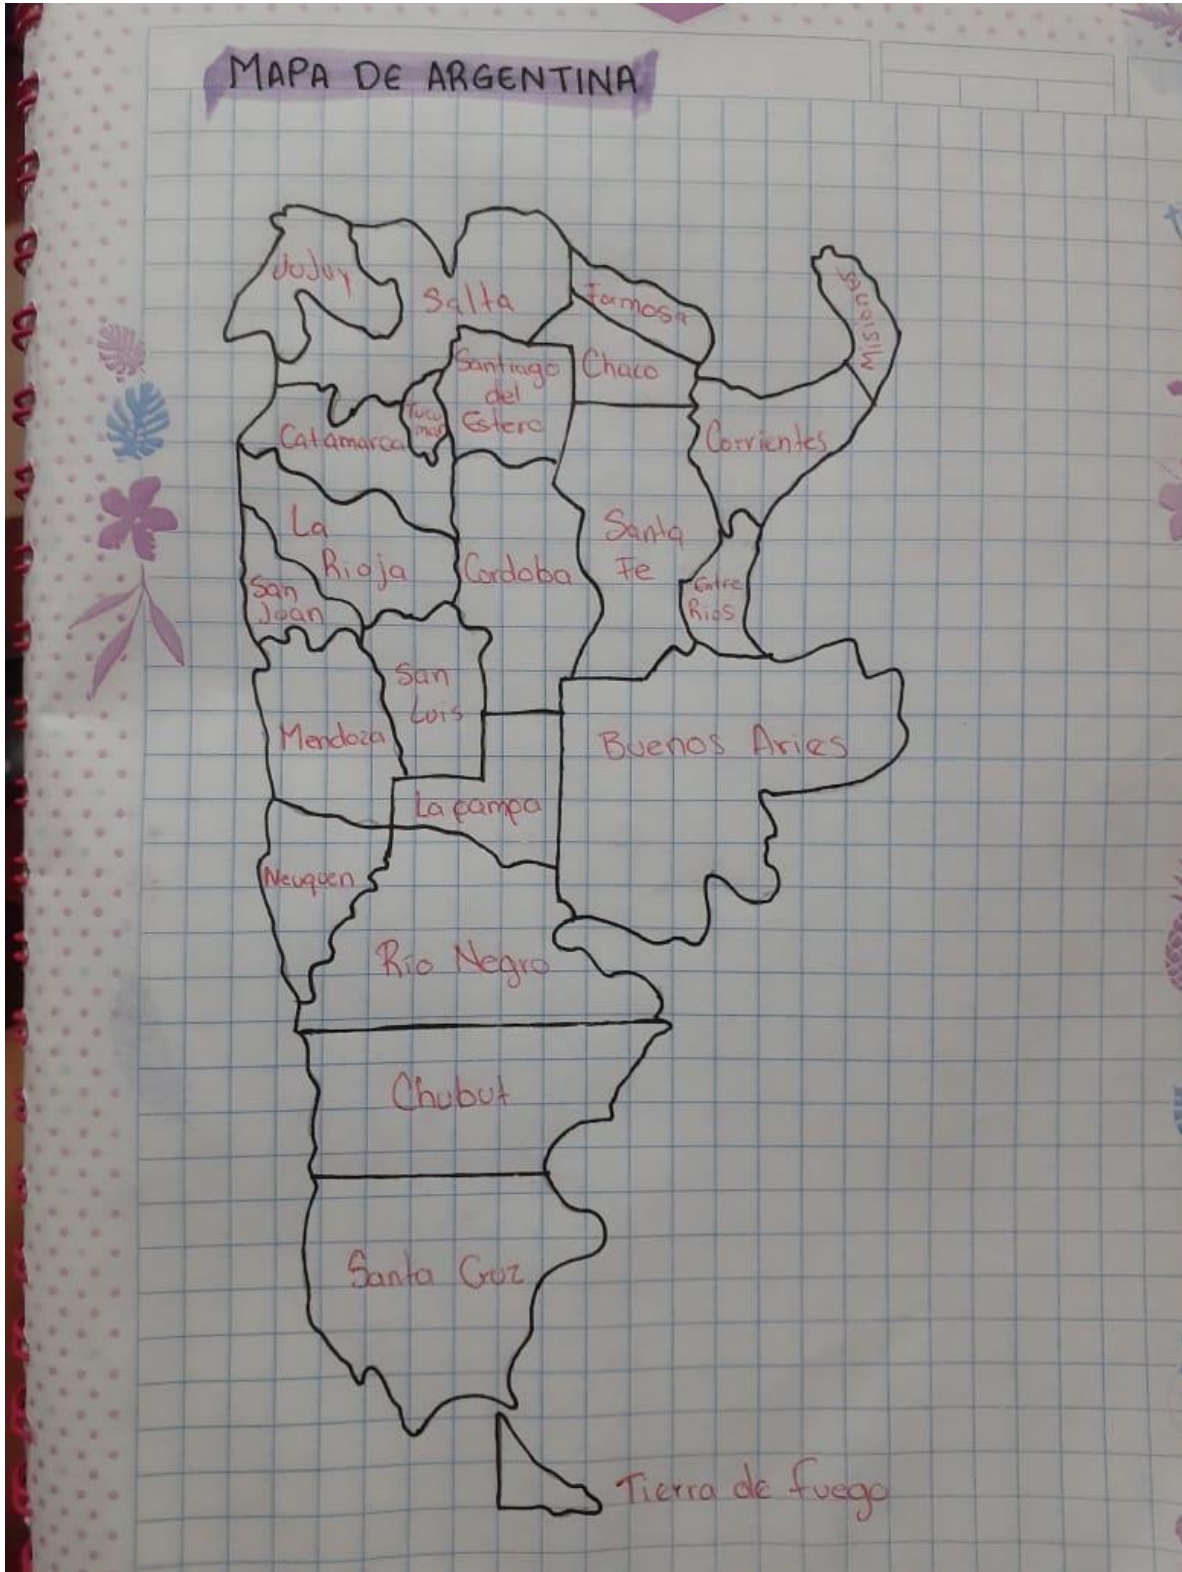 MAPA DE ARGENTINA
Jujuy
Salta
Famosa
Misiones
Santiago
del
Estero
Chaco
Tucu
man
Catamarca
Corrientes
La
Rioja
Cordoba
Santa
Fe
San
Joan
Entre
Rios
San
Luis
Mendoza
Buenos Aries
La pampa
Neuquen
Rio Negro
Chubut
Santa Cruz
Tierra de fuego